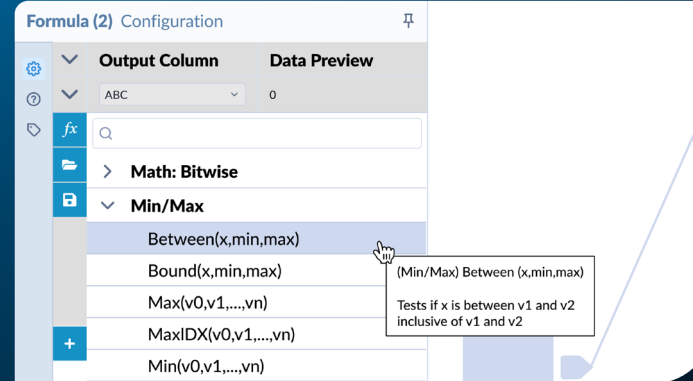 Formula (2) Configuration
Output Column Data Preview
ABC 0
fx
Math: Bitwise
Min/Max
Between(x,min,max)
Bound(x,min,max)
Max(v0,v1,...,vn)
MaxIDX(v0,v1,...,vn)
Min(v0,v1,...,vn)
(Min/Max) Between (x,min,max)
Tests if x is between v1 and v2
inclusive of v1 and v2